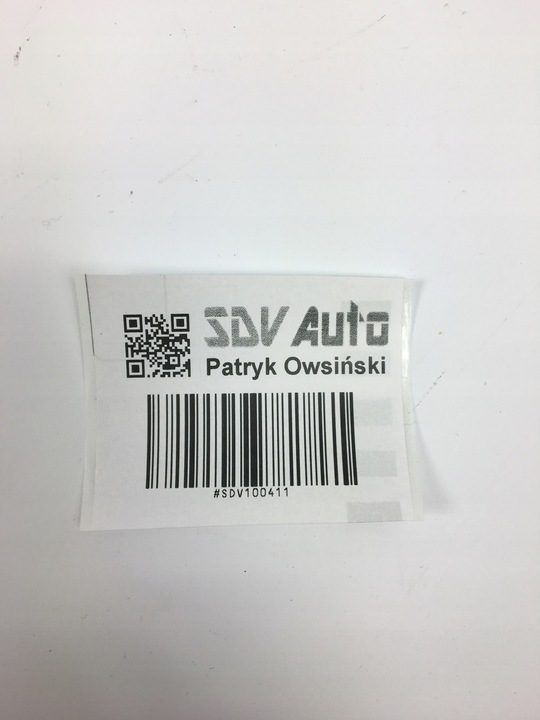 SDV Auto
Patryk Owsiński
#SDV100411